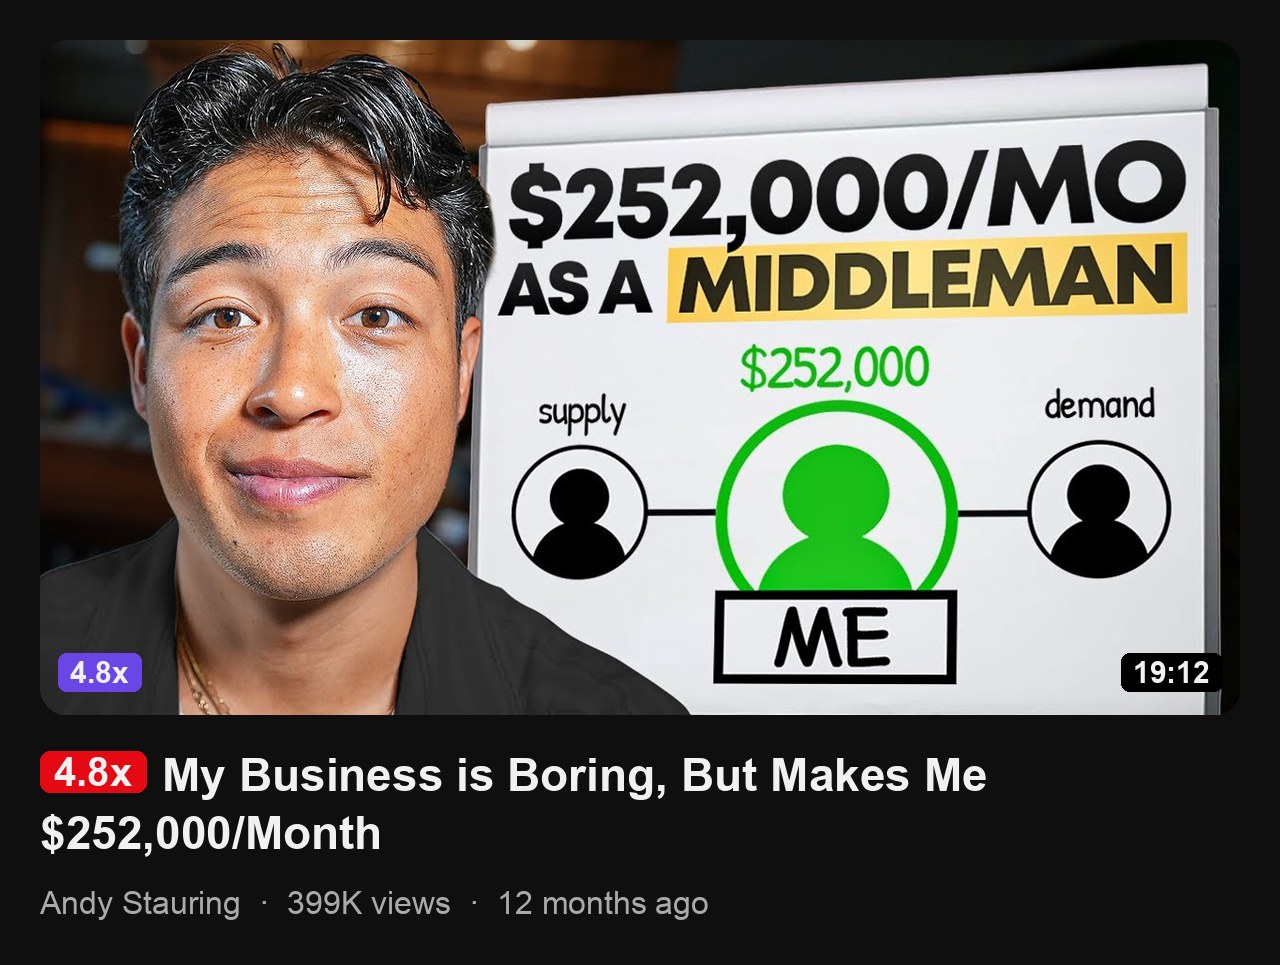 $252,000/MO
AS A MIDDLEMAN
$252,000
supply
demand
ME
4.8x
19:12
4.8x My Business is Boring, But Makes Me
$252,000/Month
Andy Stauring · 399K views · 12 months ago